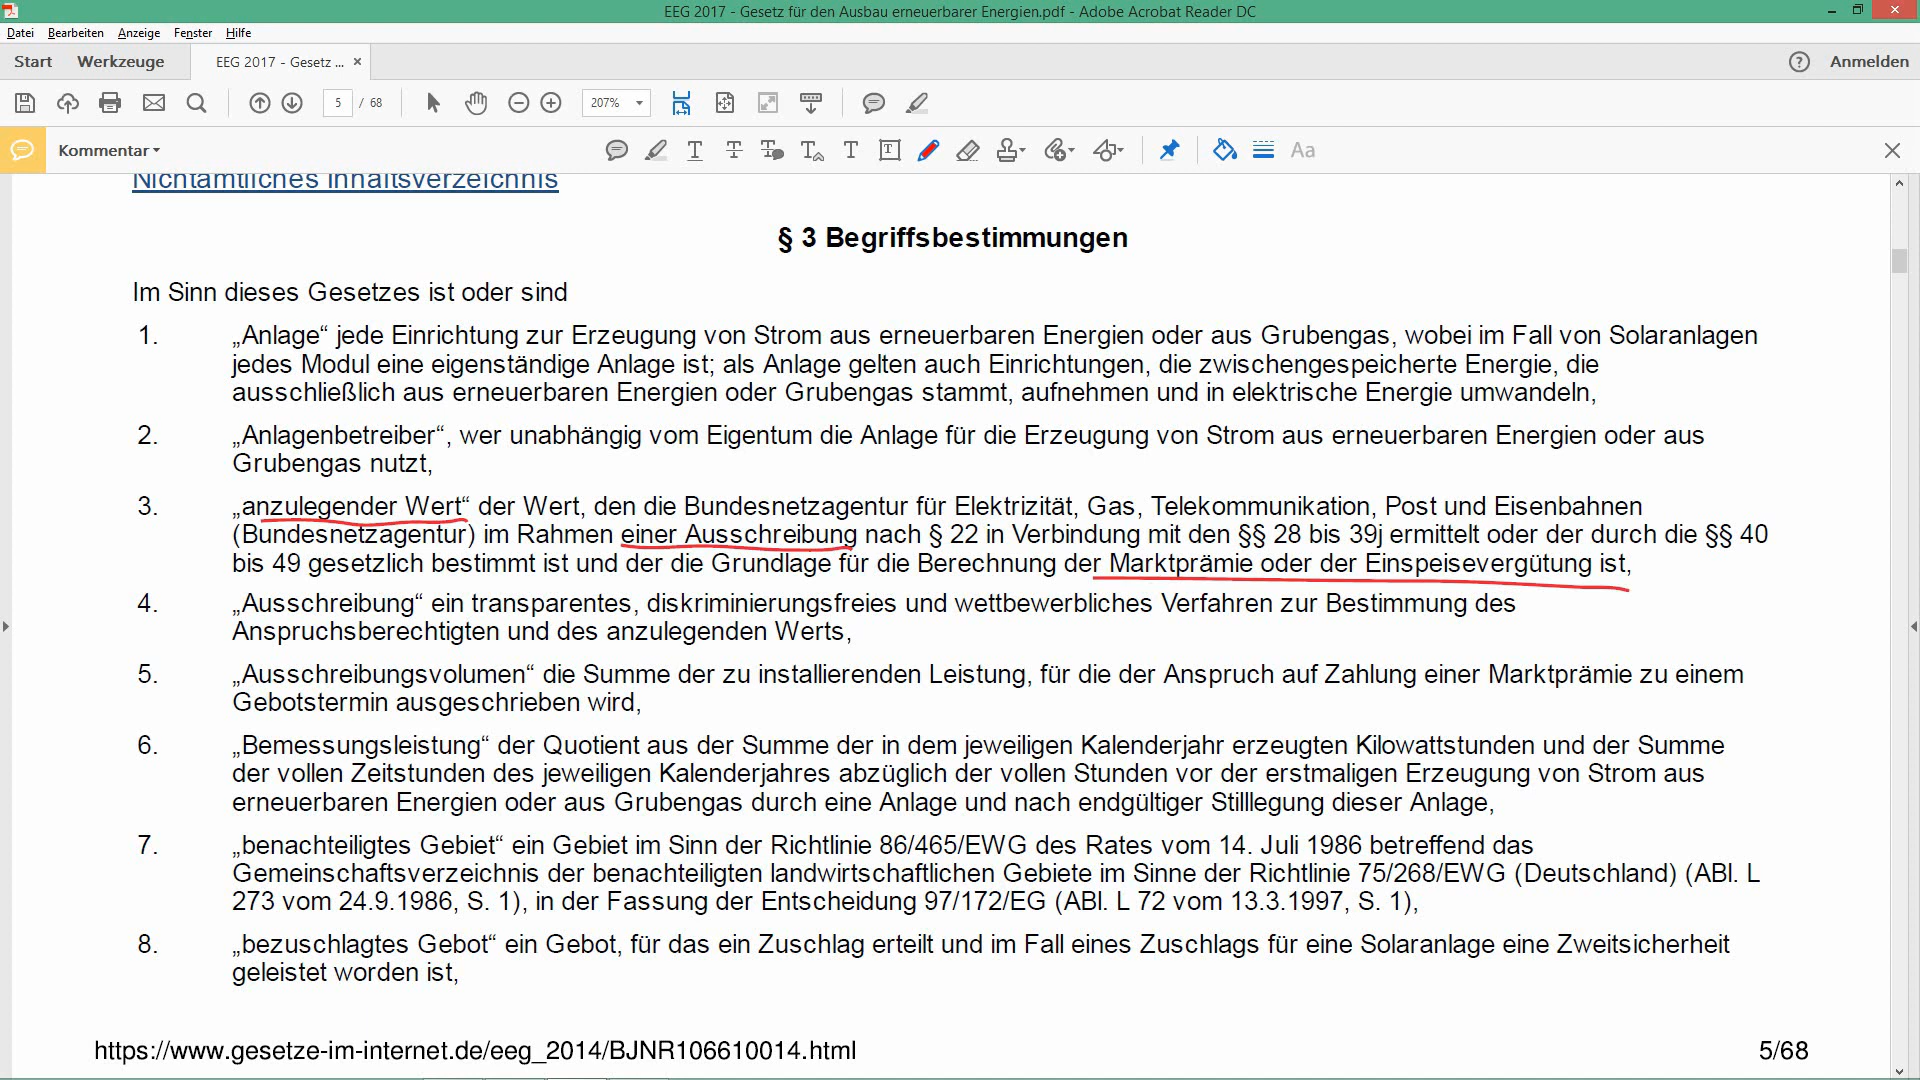 EEG 2017 - Gesetz für den Ausbau erneuerbarer Energien.pdf - Adobe Acrobat Reader DC
Datei Bearbeiten Anzeige Fenster Hilfe
Start Werkzeuge EEG 2017 - Gesetz ... × Anmelden
5 / 68 207%
Kommentar
Nichtamtliches Inhaltsverzeichnis
§ 3 Begriffsbestimmungen
Im Sinn dieses Gesetzes ist oder sind
1. „Anlage“ jede Einrichtung zur Erzeugung von Strom aus erneuerbaren Energien oder aus Grubengas, wobei im Fall von Solaranlagen
jedes Modul eine eigenständige Anlage ist; als Anlage gelten auch Einrichtungen, die zwischengespeicherte Energie, die
ausschließlich aus erneuerbaren Energien oder Grubengas stammt, aufnehmen und in elektrische Energie umwandeln,
2. „Anlagenbetreiber“, wer unabhängig vom Eigentum die Anlage für die Erzeugung von Strom aus erneuerbaren Energien oder aus
Grubengas nutzt,
3. „anzulegender Wert“ der Wert, den die Bundesnetzagentur für Elektrizität, Gas, Telekommunikation, Post und Eisenbahnen
(Bundesnetzagentur) im Rahmen einer Ausschreibung nach § 22 in Verbindung mit den §§ 28 bis 39j ermittelt oder der durch die §§ 40
bis 49 gesetzlich bestimmt ist und der die Grundlage für die Berechnung der Marktprämie oder der Einspeisevergütung ist,
4. „Ausschreibung“ ein transparentes, diskriminierungsfreies und wettbewerbliches Verfahren zur Bestimmung des
Anspruchsberechtigten und des anzulegenden Werts,
5. „Ausschreibungsvolumen“ die Summe der zu installierenden Leistung, für die der Anspruch auf Zahlung einer Marktprämie zu einem
Gebotstermin ausgeschrieben wird,
6. „Bemessungsleistung“ der Quotient aus der Summe der in dem jeweiligen Kalenderjahr erzeugten Kilowattstunden und der Summe
der vollen Zeitstunden des jeweiligen Kalenderjahres abzüglich der vollen Stunden vor der erstmaligen Erzeugung von Strom aus
erneuerbaren Energien oder aus Grubengas durch eine Anlage und nach endgültiger Stilllegung dieser Anlage,
7. „benachteiligtes Gebiet“ ein Gebiet im Sinn der Richtlinie 86/465/EWG des Rates vom 14. Juli 1986 betreffend das
Gemeinschaftsverzeichnis der benachteiligten landwirtschaftlichen Gebiete im Sinne der Richtlinie 75/268/EWG (Deutschland) (ABl. L
273 vom 24.9.1986, S. 1), in der Fassung der Entscheidung 97/172/EG (ABl. L 72 vom 13.3.1997, S. 1),
8. „bezuschlagtes Gebot“ ein Gebot, für das ein Zuschlag erteilt und im Fall eines Zuschlags für eine Solaranlage eine Zweitsicherheit
geleistet worden ist,
https://www.gesetze-im-internet.de/eeg_2014/BJNR106610014.html 5/68